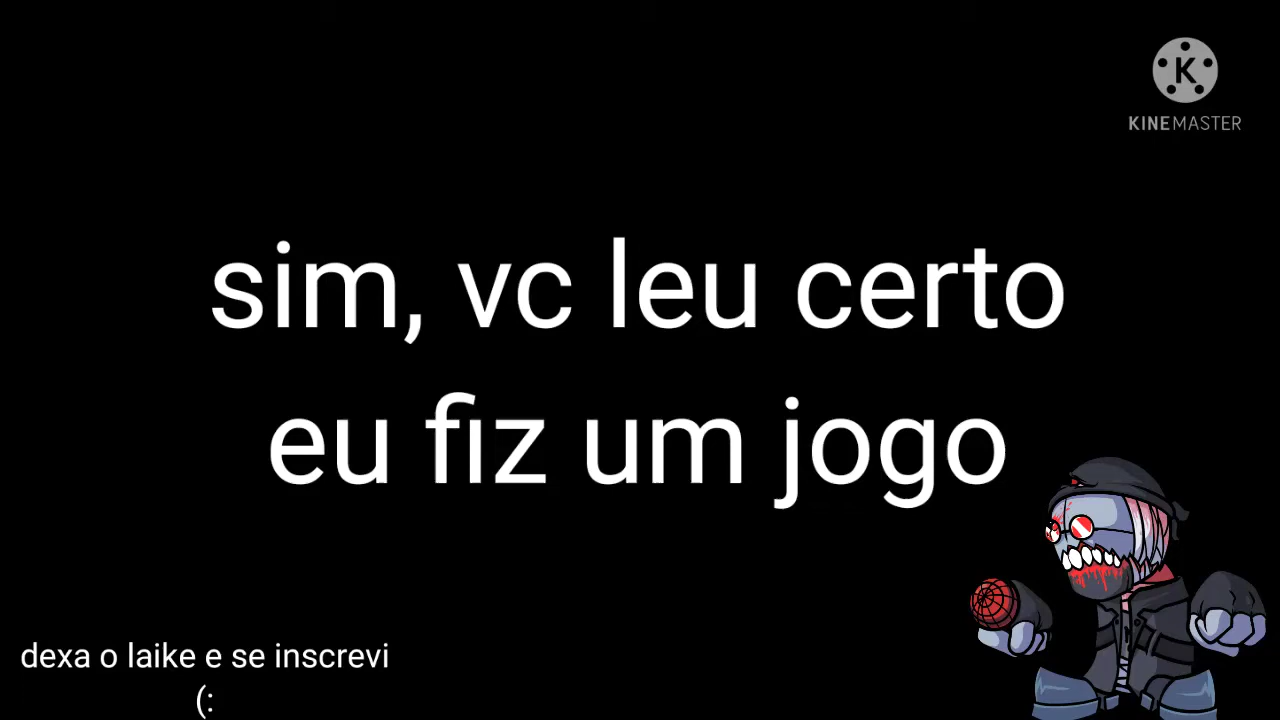 KINEMASTER
sim, vc leu certo
eu fiz um jogo
dexa o laike e se inscrevi
(: